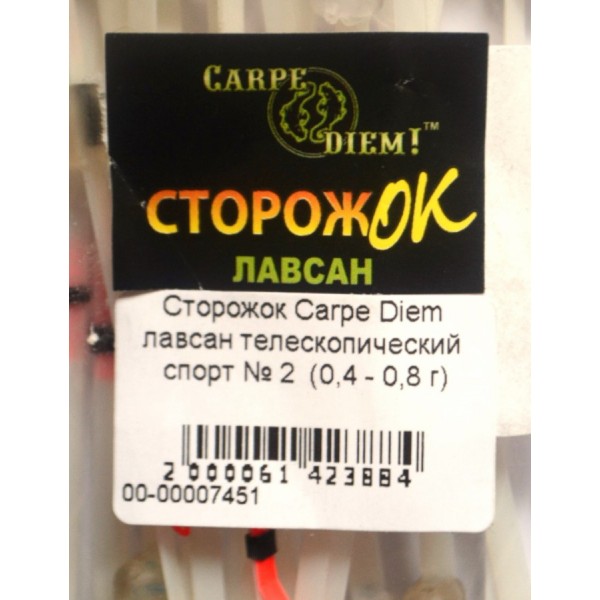 CARPE
DIEM!™
СТОРОЖОК
ЛАВСАН
Сторожок Carpe Diem
лавсан телескопический
спорт № 2 (0,4 - 0,8 г)
2 000061 423884
00-00007451